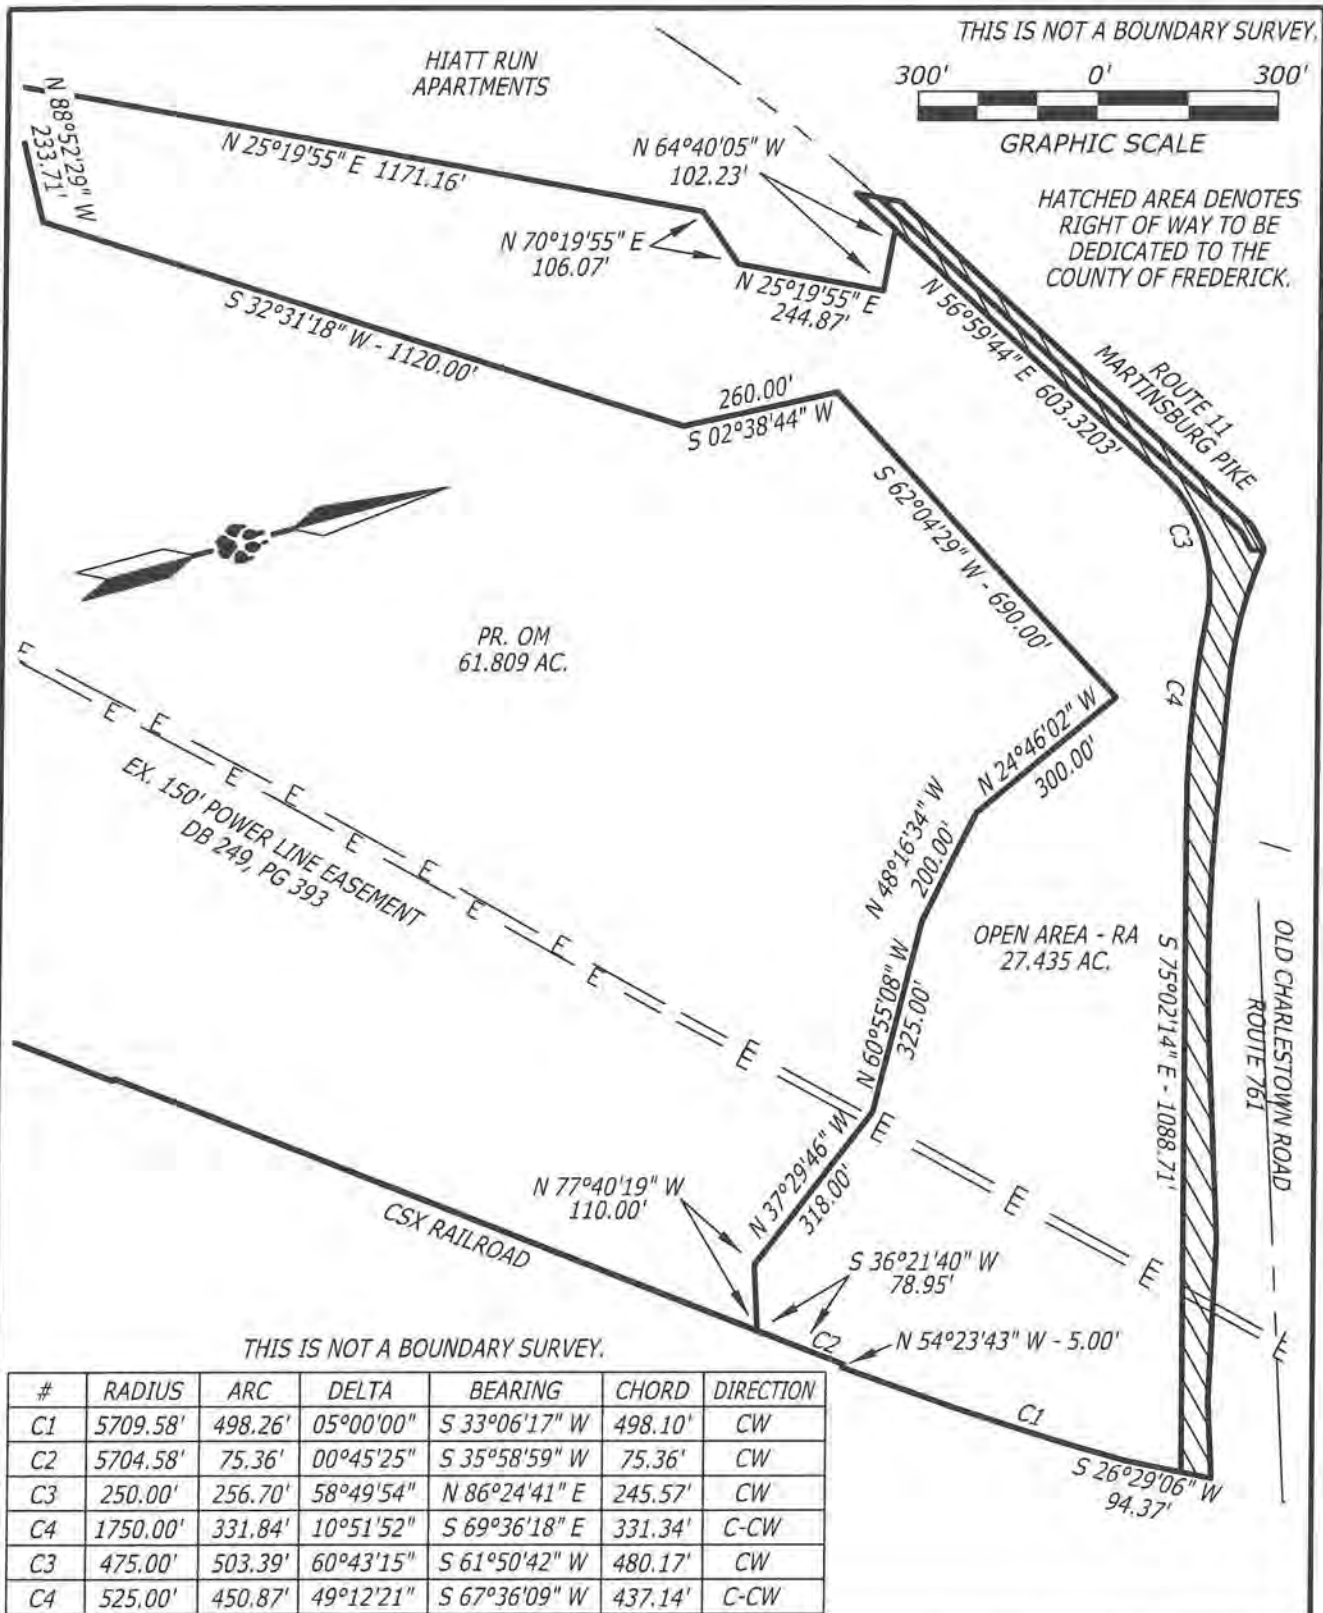 THIS IS NOT A BOUNDARY SURVEY.
300' 0' 300'
GRAPHIC SCALE
HIATT RUN
APARTMENTS
N 88°52'29" W
233.71'
N 25°19'55" E 1171.16'
N 64°40'05" W
102.23'
HATCHED AREA DENOTES
RIGHT OF WAY TO BE
DEDICATED TO THE
COUNTY OF FREDERICK.
N 70°19'55" E
106.07'
N 25°19'55" E
244.87'
N 56°59'44" E 603.3203'
ROUTE 11
MARTINSBURG PIKE
S 32°31'18" W - 1120.00'
260.00'
S 02°38'44" W
S 62°04'29" W - 690.00'
C3
C4
PR. OM
61.809 AC.
N 24°46'02" W
300.00'
N 48°16'34" W
200.00'
E E E E E E E E E E E E E E E
EX. 150' POWER LINE EASEMENT
DB 249, PG 393
OPEN AREA - RA
27.435 AC.
N 60°55'08" W
325.00'
S 75°02'14" E - 1088.71'
OLD CHARLESTOWN ROAD
ROUTE 761
N 37°29'46" W
318.00'
N 77°40'19" W
110.00'
CSX RAILROAD
S 36°21'40" W
78.95'
C2
N 54°23'43" W - 5.00'
C1
S 26°29'06" W
94.37'
THIS IS NOT A BOUNDARY SURVEY.
# RADIUS ARC DELTA BEARING CHORD DIRECTION
C1 5709.58' 498.26' 05°00'00" S 33°06'17" W 498.10' CW
C2 5704.58' 75.36' 00°45'25" S 35°58'59" W 75.36' CW
C3 250.00' 256.70' 58°49'54" N 86°24'41" E 245.57' CW
C4 1750.00' 331.84' 10°51'52" S 69°36'18" E 331.34' C-CW
C3 475.00' 503.39' 60°43'15" S 61°50'42" W 480.17' CW
C4 525.00' 450.87' 49°12'21" S 67°36'09" W 437.14' C-CW